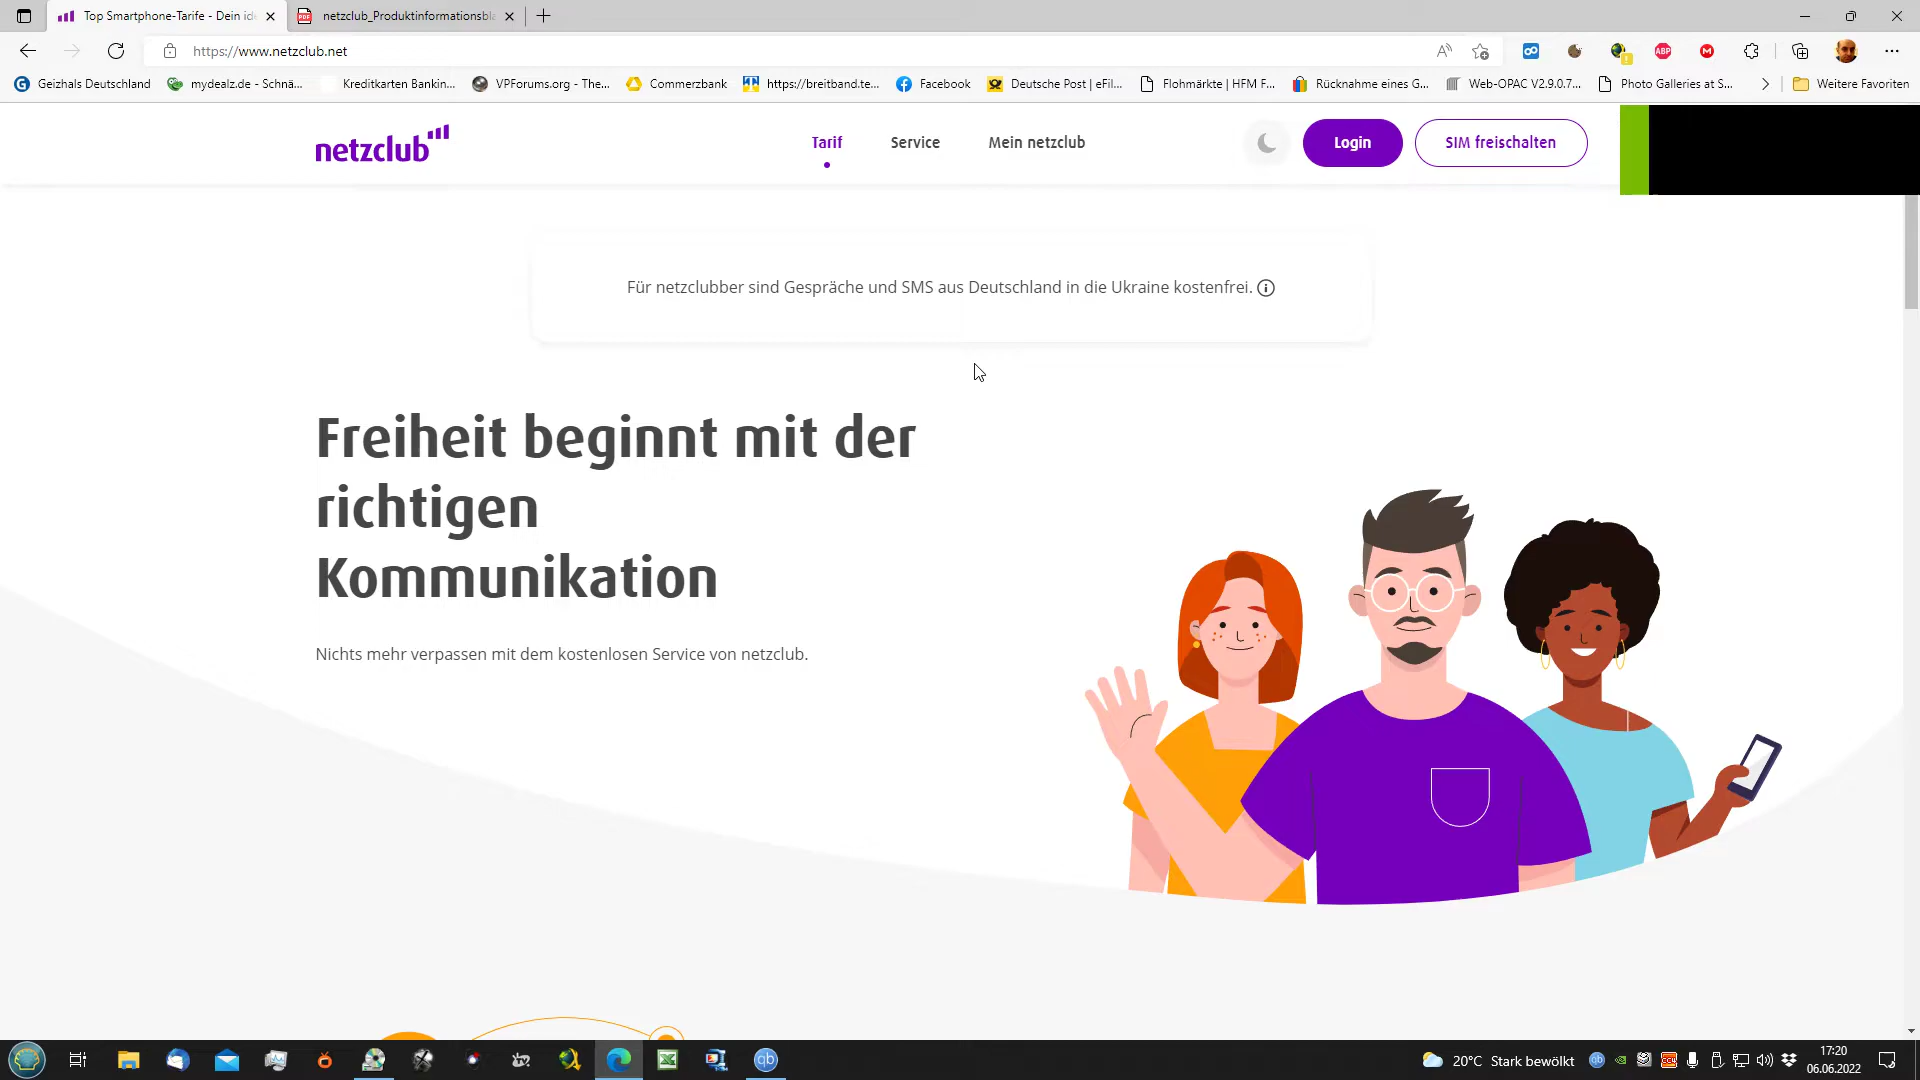 Top Smartphone-Tarife - Dein id
netzclub_Produktinformationsbla
https://www.netzclub.net
Geizhals Deutschland
mydealz.de - Schnä...
Kreditkarten Bankin...
VPForums.org - The...
Commerzbank
https://breitband.te...
Facebook
Deutsche Post | eFil...
Flohmärkte | HFM F...
Rücknahme eines G...
Web-OPAC V2.9.0.7...
Photo Galleries at S...
Weitere Favoriten
netzclub
Tarif
Service
Mein netzclub
Login
SIM freischalten
Für netzclubber sind Gespräche und SMS aus Deutschland in die Ukraine kostenfrei.
Freiheit beginnt mit der
richtigen
Kommunikation
Nichts mehr verpassen mit dem kostenlosen Service von netzclub.
20°C Stark bewölkt
17:20
06.06.2022